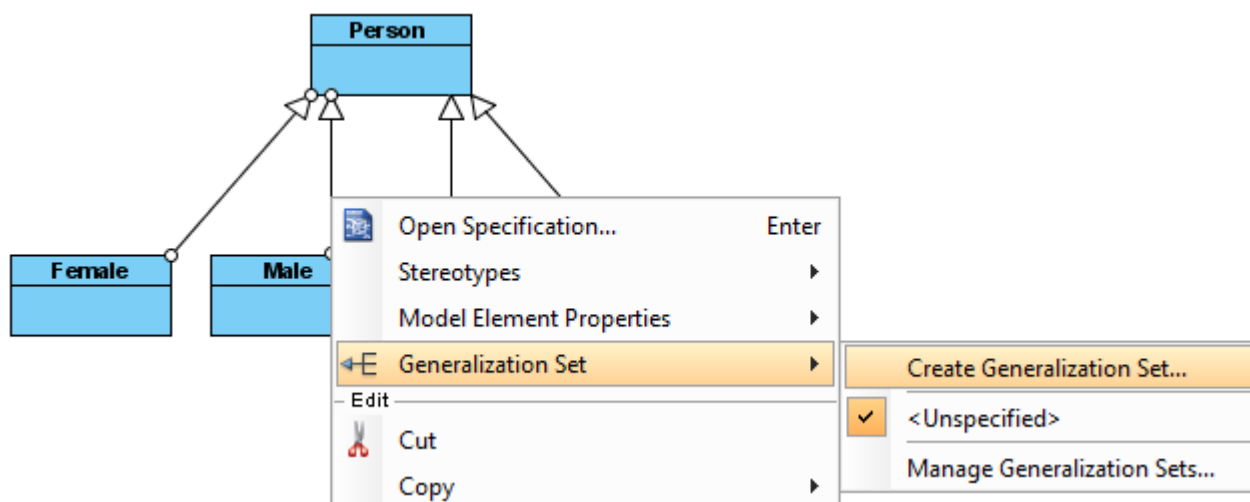 Person
Female
Male
Open Specification... Enter
Stereotypes
Model Element Properties
Generalization Set
Create Generalization Set...
Edit
<Unspecified>
Cut
Manage Generalization Sets...
Copy